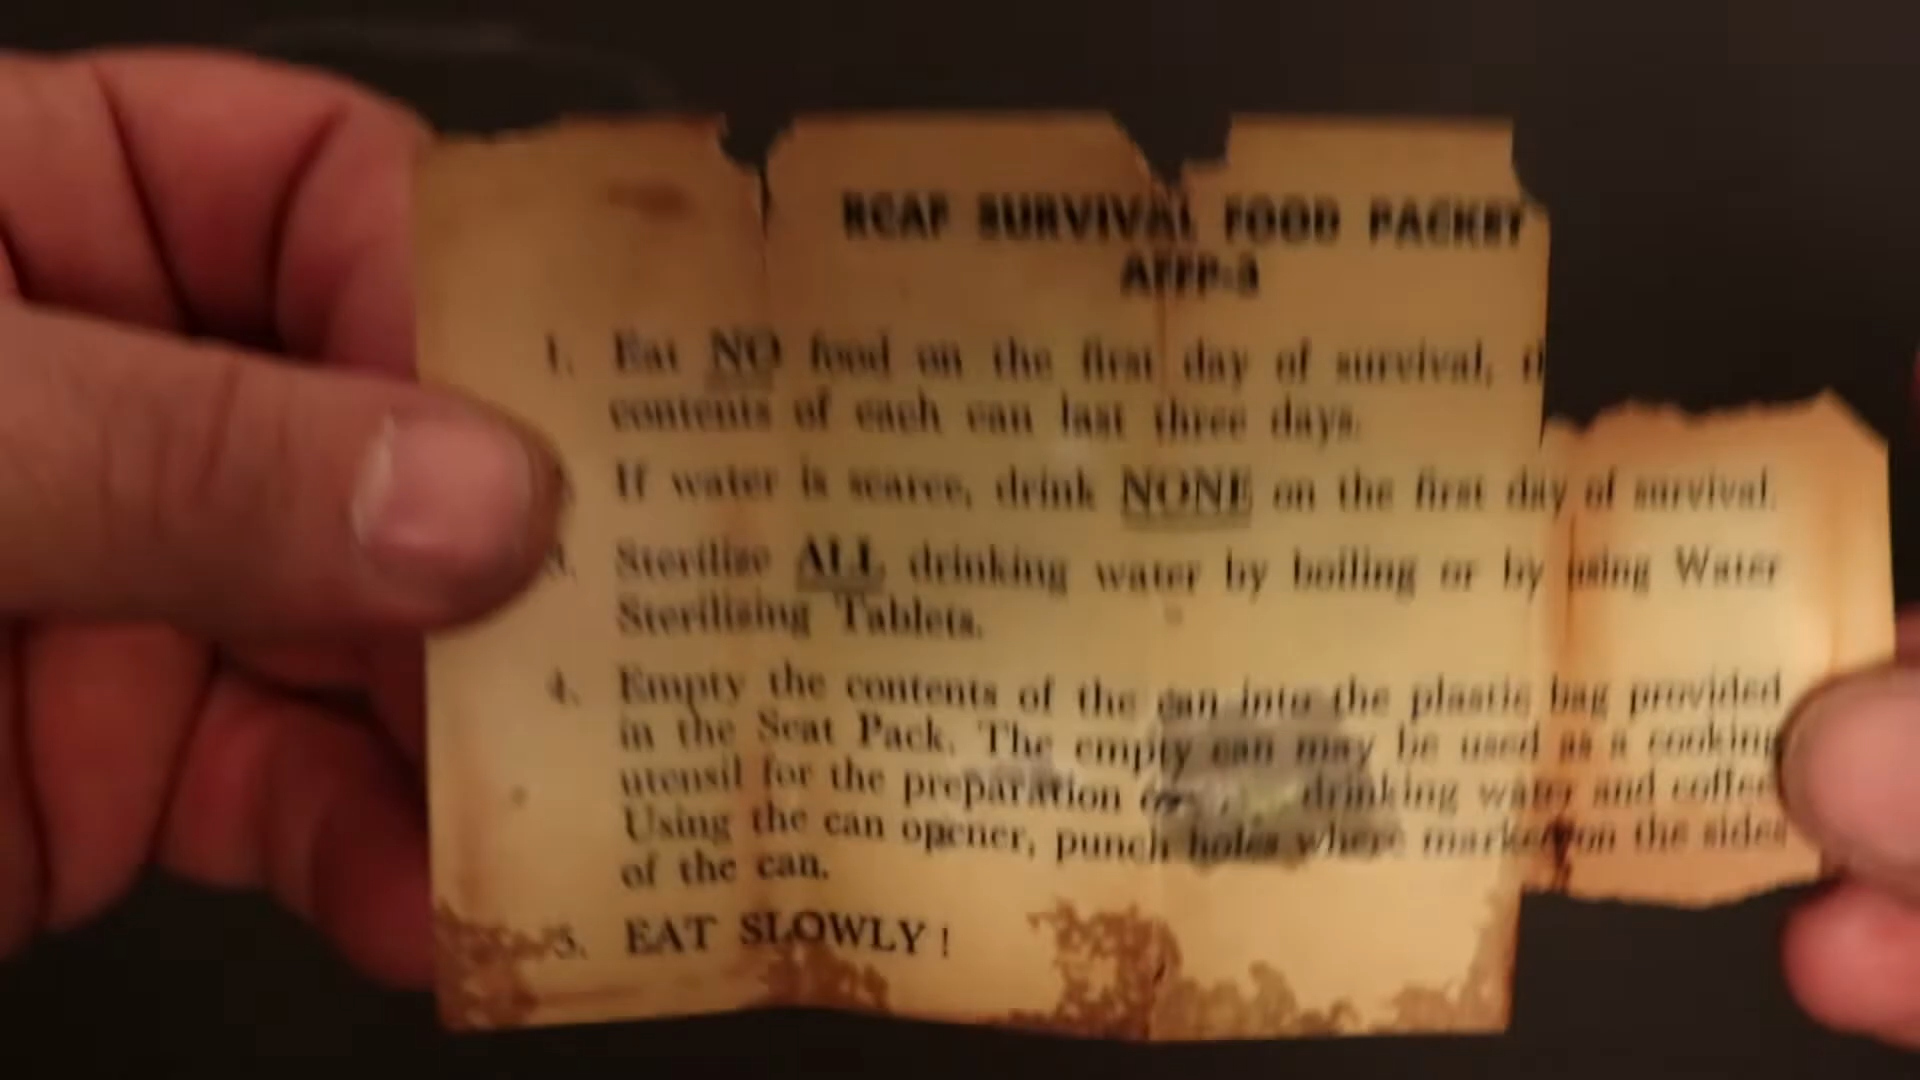 RCAF SURVIVAL FOOD PACKET
AFFP-3
1. Eat NO food on the first day of survival,
contents of each can last three days.
If water is scarce, drink NONE on the first day of survival.
3. Sterilize ALL drinking water by boiling or by using Water
Sterilising Tablets.
4. Empty the contents of the can into the plastic bag provided
in the Seat Pack. The empty can may be used as a cooking
utensil for the preparation drinking water and coffee
Using the can opener, punch holes where marked on the sides
of the can.
5. EAT SLOWLY!